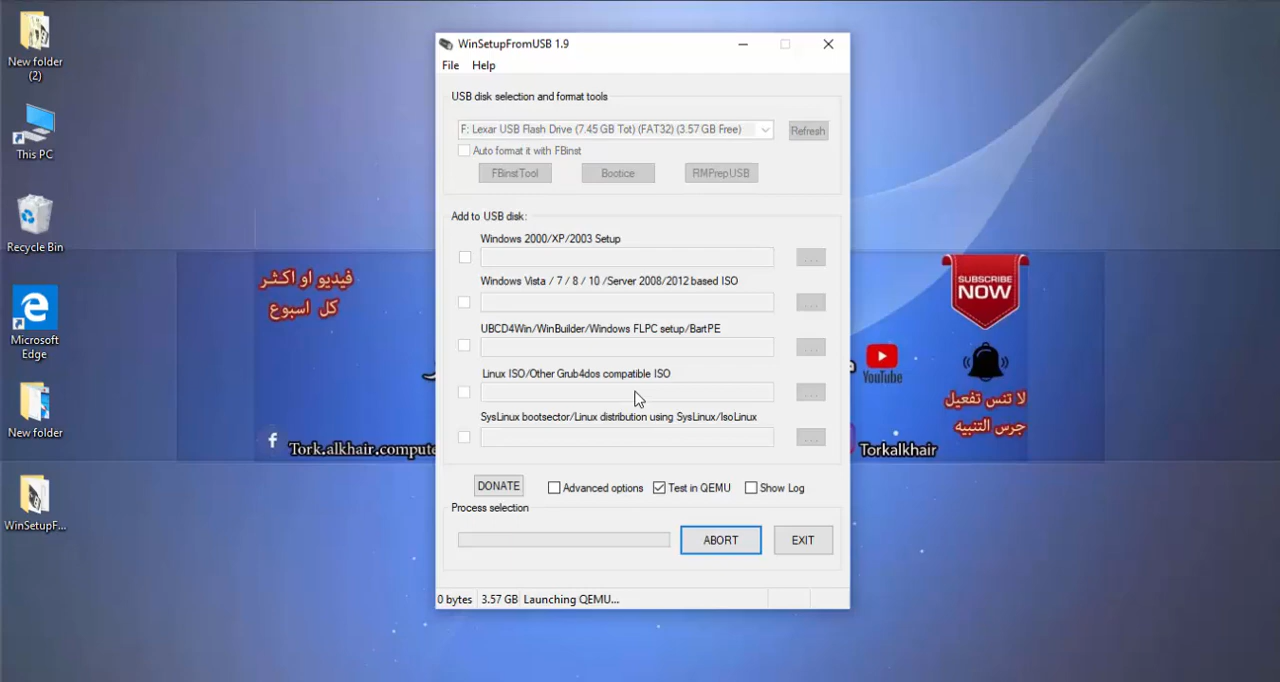 New folder
(2)
This PC
Recycle Bin
Microsoft
Edge
New folder
WinSetupF...
WinSetupFromUSB 1.9
File Help
USB disk selection and format tools
F: Lexar USB Flash Drive (7.45 GB Tot) (FAT32) (3.57 GB Free)
Refresh
Auto format it with FBinst
FBinstTool Bootice RMPrepUSB
Add to USB disk:
Windows 2000/XP/2003 Setup
...
Windows Vista / 7 / 8 / 10 /Server 2008/2012 based ISO
...
UBCD4Win/WinBuilder/Windows FLPC setup/BartPE
...
Linux ISO/Other Grub4dos compatible ISO
...
SysLinux bootsector/Linux distribution using SysLinux/IsoLinux
...
DONATE Advanced options Test in QEMU Show Log
Process selection
ABORT EXIT
0 bytes 3.57 GB Launching QEMU...
فيديو او اكثر
كل اسبوع
f Tork.alkhair.compute
SUBSCRIBE
NOW
YouTube
لا تنس تفعيل
جرس التنبيه
Torkalkhair